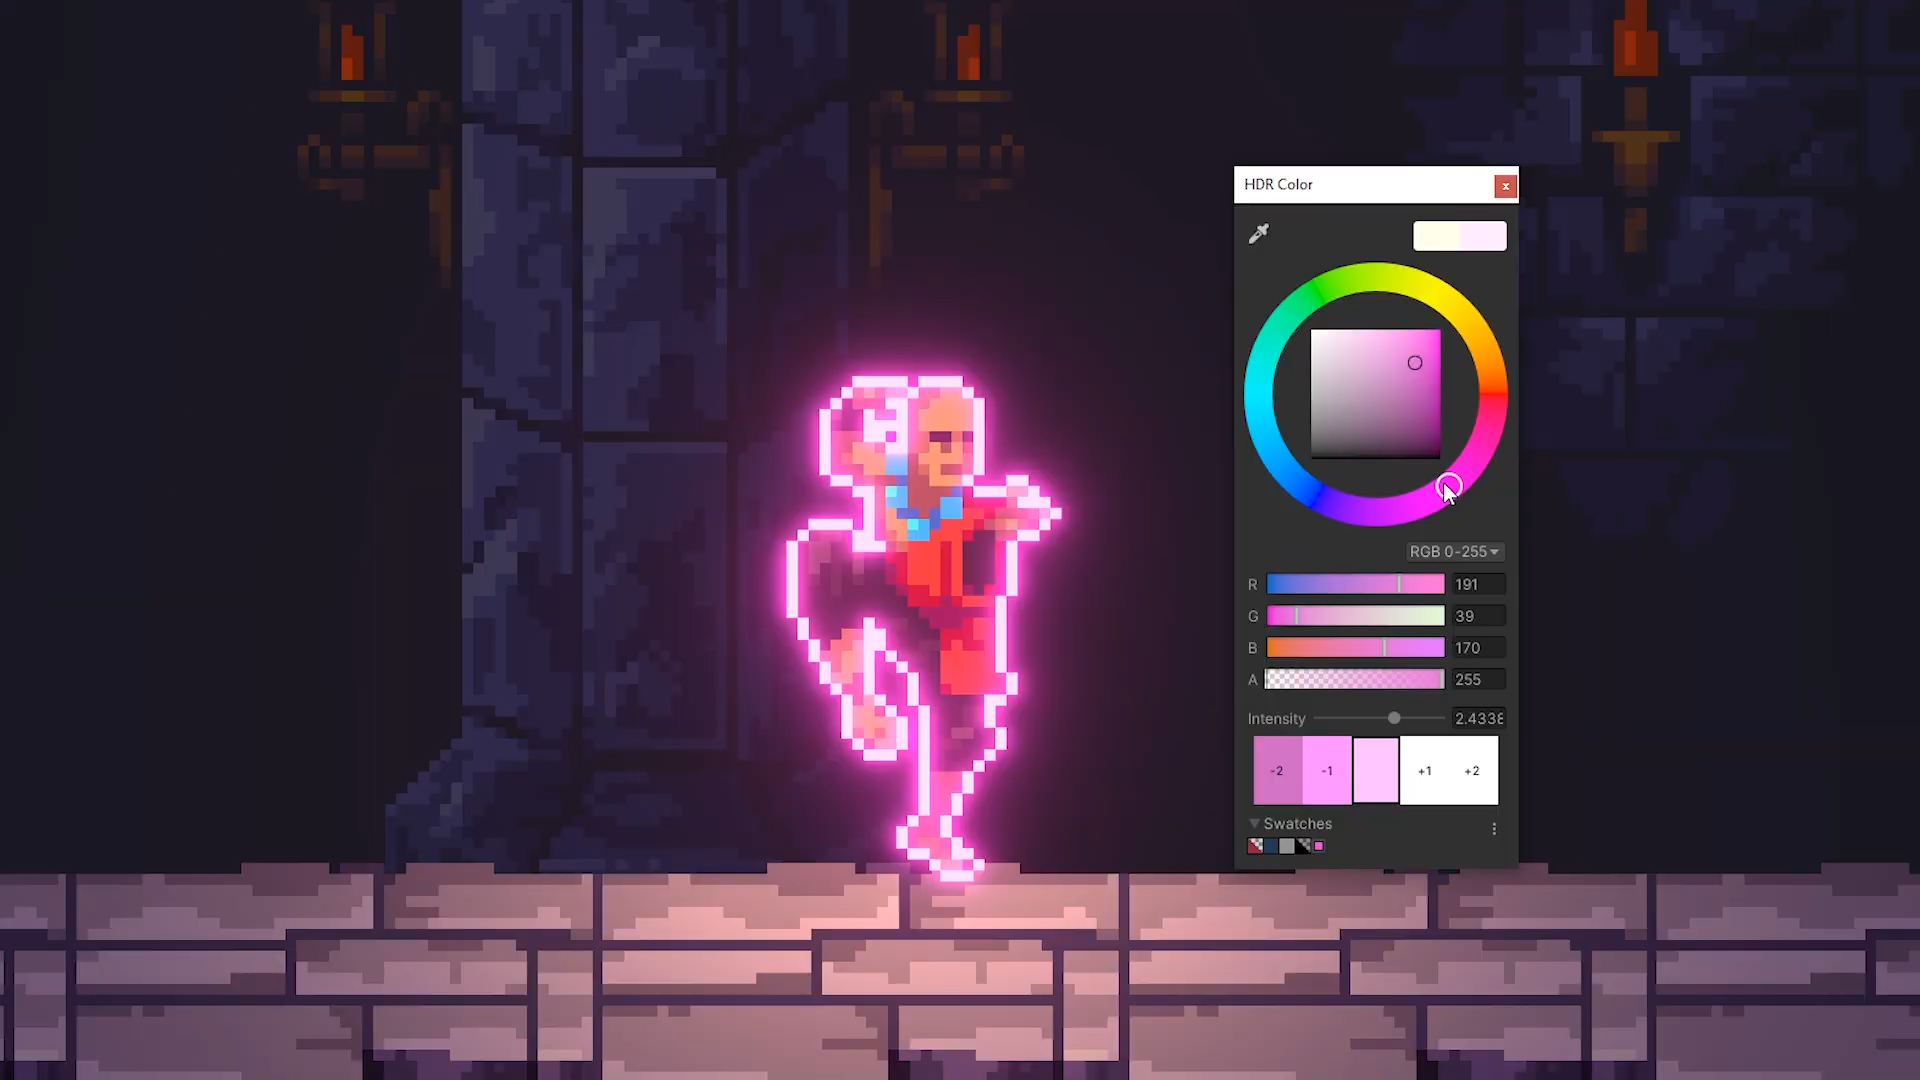 HDR Color
x
RGB 0-255
R 191
G 39
B 170
A 255
Intensity 2.4338
-2 -1 +1 +2
Swatches